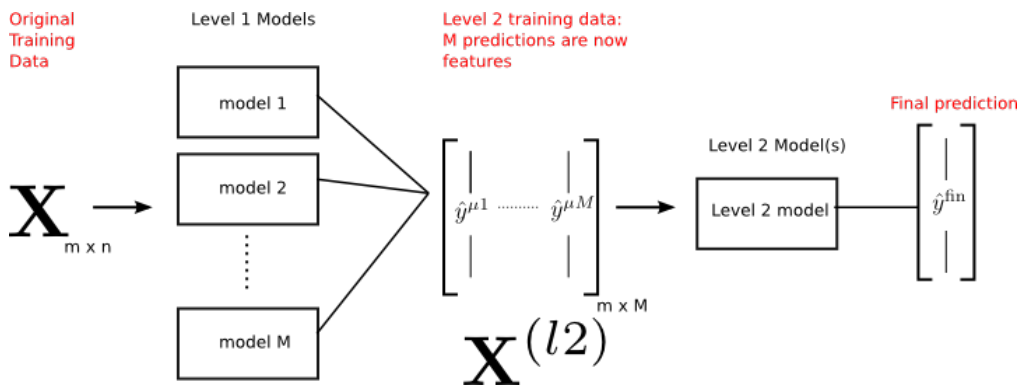 Original
Training
Data
Level 1 Models
Level 2 training data:
M predictions are now
features
model 1
model 2
model M
X
m x n
ŷ^{μ1} ......... ŷ^{μM}
m x M
X^{(l2)}
Level 2 Model(s)
Level 2 model
Final prediction
ŷ^{fin}